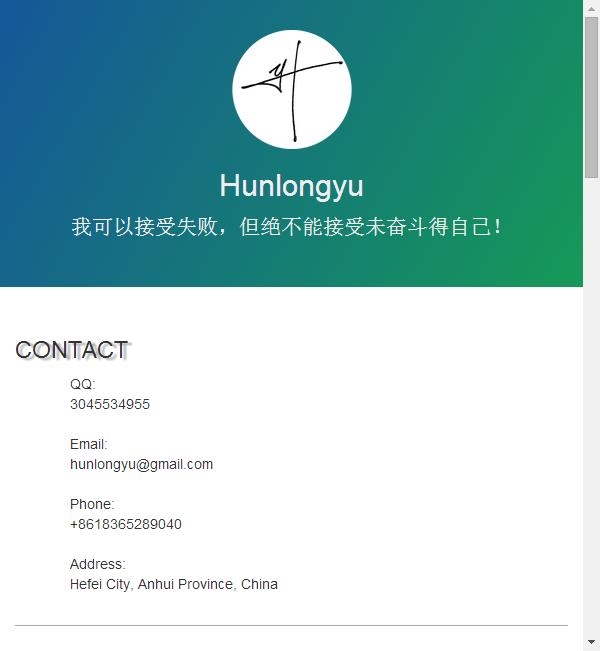 Hunlongyu
我可以接受失败，但绝不能接受未奋斗得自己！
CONTACT
QQ:
3045534955
Email:
hunlongyu@gmail.com
Phone:
+8618365289040
Address:
Hefei City, Anhui Province, China